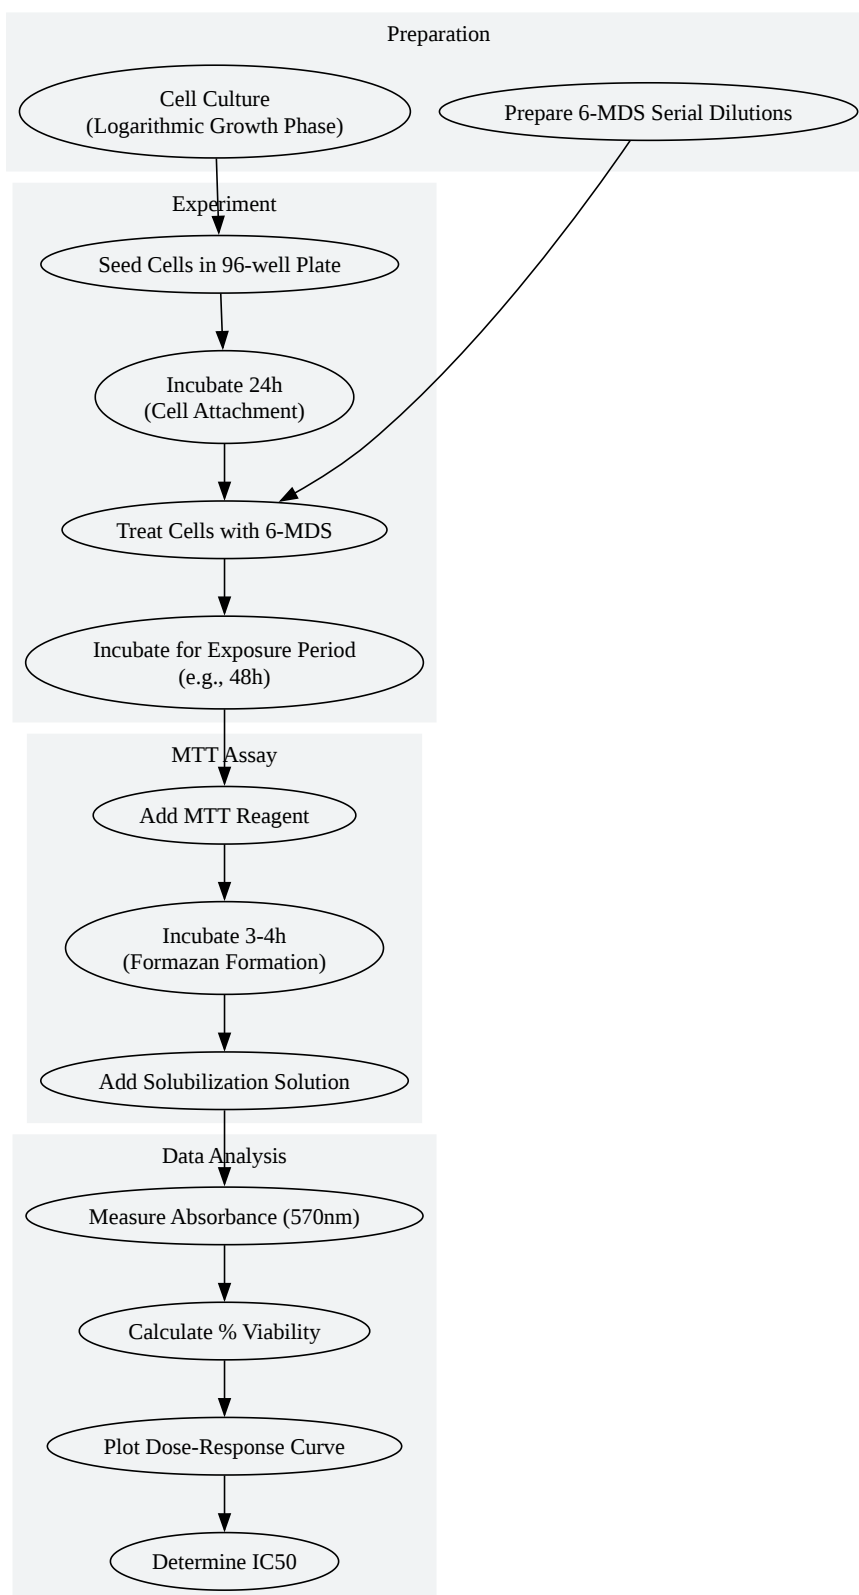 Preparation
Cell Culture
(Logarithmic Growth Phase)
Prepare 6-MDS Serial Dilutions
Experiment
Seed Cells in 96-well Plate
Incubate 24h
(Cell Attachment)
Treat Cells with 6-MDS
Incubate for Exposure Period
(e.g., 48h)
MTT Assay
Add MTT Reagent
Incubate 3-4h
(Formazan Formation)
Add Solubilization Solution
Data Analysis
Measure Absorbance (570nm)
Calculate % Viability
Plot Dose-Response Curve
Determine IC50